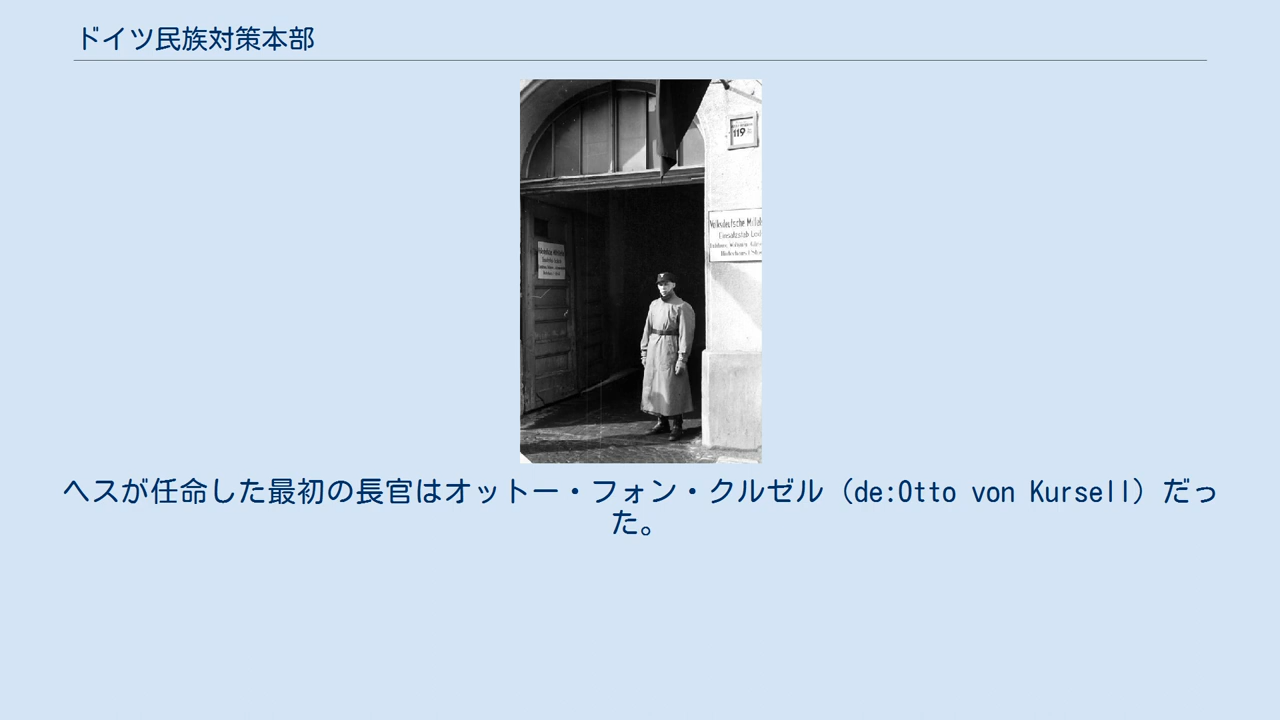 ドイツ民族対策本部
119
Volksdeutsche
Einsatzstab
ヘスが任命した最初の長官はオットー・フォン・クルゼル（de:Otto von Kursell）だっ
た。